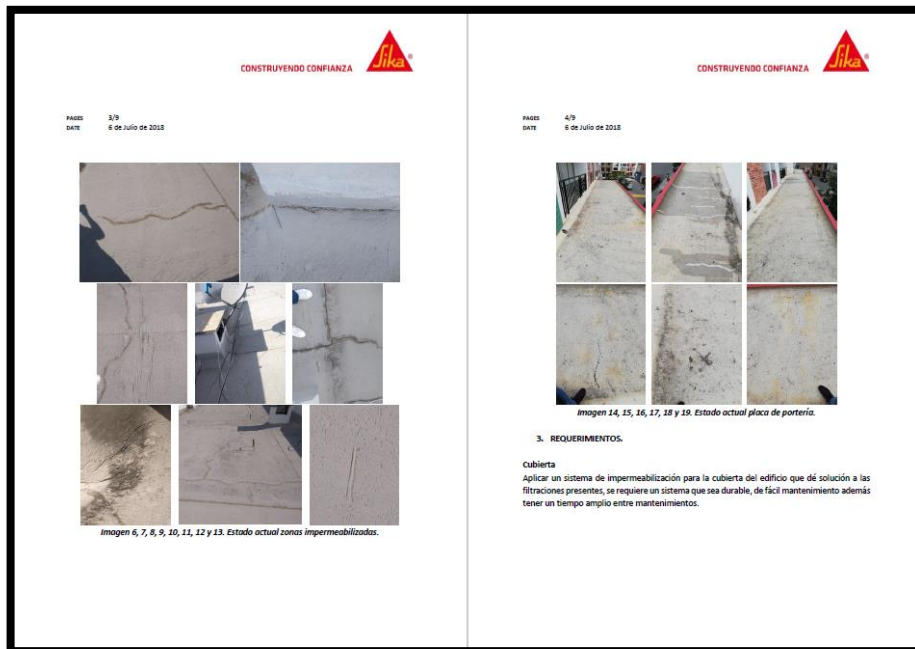 CONSTRUYENDO CONFIANZA
Sika®
PAGES 3/9
DATE 6 de Julio de 2018
Imagen 6, 7, 8, 9, 10, 11, 12 y 13. Estado actual zonas impermeabilizadas.
CONSTRUYENDO CONFIANZA
Sika®
PAGES 4/9
DATE 6 de Julio de 2018
Imagen 14, 15, 16, 17, 18 y 19. Estado actual placa de portería.
3. REQUERIMIENTOS.
Cubierta
Aplicar un sistema de impermeabilización para la cubierta del edificio que dé solución a las
filtraciones presentes, se requiere un sistema que sea durable, de fácil mantenimiento además
tener un tiempo amplio entre mantenimientos.